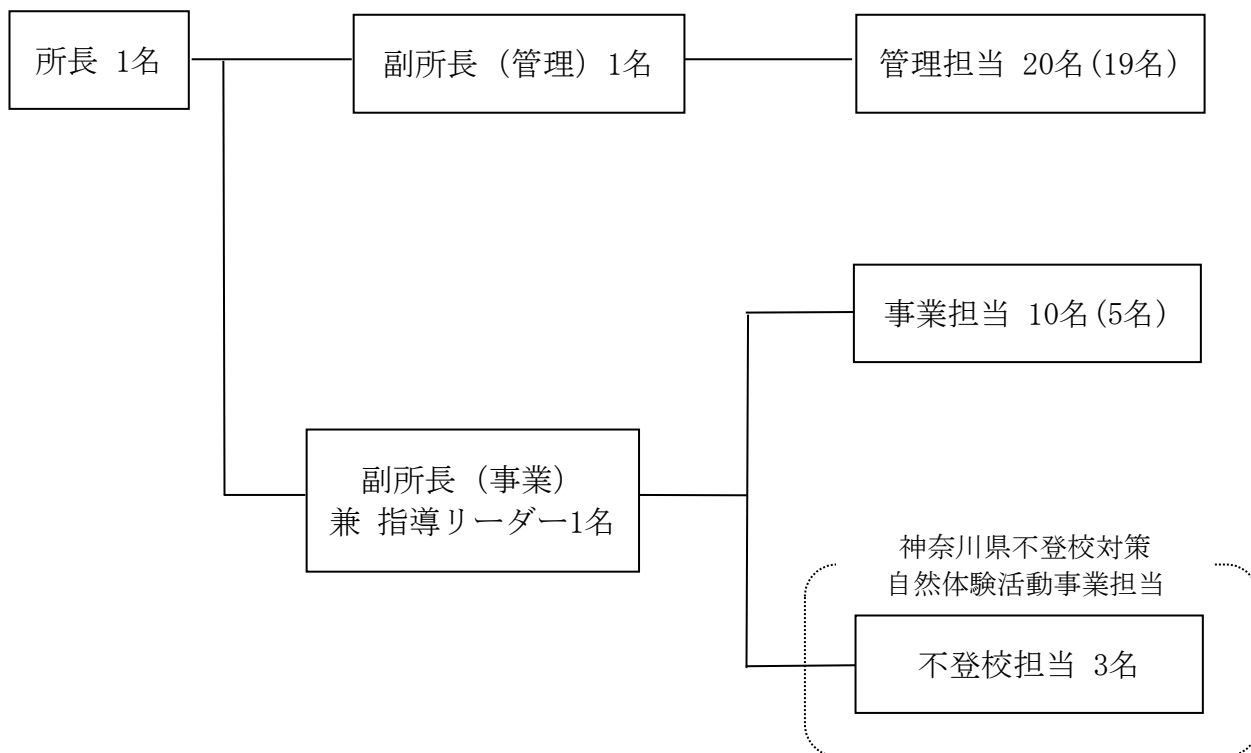 所長 1名
副所長（管理）1名
管理担当 20名(19名)
事業担当 10名(5名)
副所長（事業）
兼 指導リーダー1名
神奈川県不登校対策
自然体験活動事業担当
不登校担当 3名